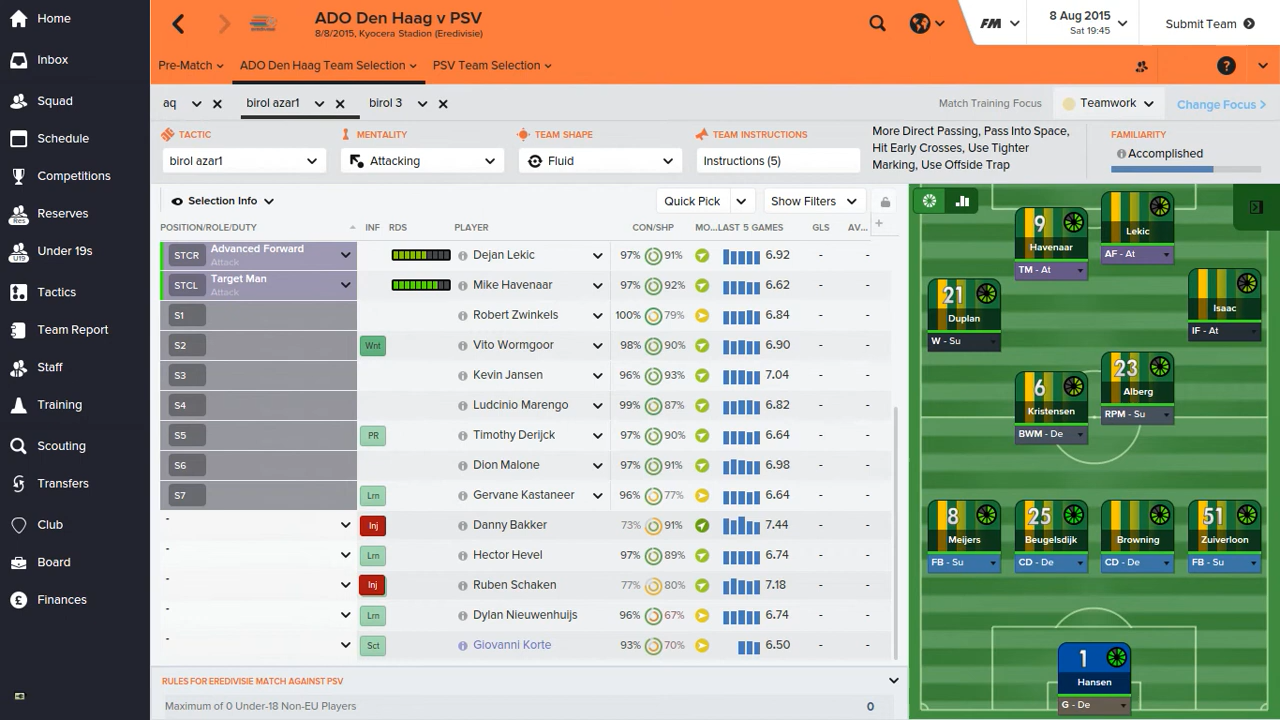 Home
Inbox
Squad
Schedule
Competitions
Reserves
Under 19s
Tactics
Team Report
Staff
Training
Scouting
Transfers
Club
Board
Finances
ADO Den Haag v PSV
8/8/2015, Kyocera Stadion (Eredivisie)
FM
8 Aug 2015
Sat 19:45
Submit Team
Pre-Match
ADO Den Haag Team Selection
PSV Team Selection
aq
birol azar1
birol 3
Match Training Focus
Teamwork
Change Focus
TACTIC
birol azar1
MENTALITY
Attacking
TEAM SHAPE
Fluid
TEAM INSTRUCTIONS
Instructions (5)
More Direct Passing, Pass Into Space,
Hit Early Crosses, Use Tighter
Marking, Use Offside Trap
FAMILIARITY
Accomplished
Selection Info
Quick Pick
Show Filters
POSITION/ROLE/DUTY INF RDS PLAYER CON/SHP MO... LAST 5 GAMES GLS AV...
STCR Advanced Forward Attack Dejan Lekic 97% 91% 6.92 - -
STCL Target Man Attack Mike Havenaar 97% 92% 6.62 - -
S1 Robert Zwinkels 100% 79% 6.84 - -
S2 Wnt Vito Wormgoor 98% 90% 6.90 - -
S3 Kevin Jansen 96% 93% 7.04 - -
S4 Ludcinio Marengo 99% 87% 6.82 - -
S5 PR Timothy Derijck 97% 90% 6.64 - -
S6 Dion Malone 97% 91% 6.98 - -
S7 Lrn Gervane Kastaneer 96% 77% 6.64 - -
- Inj Danny Bakker 73% 91% 7.44 - -
- Lrn Hector Hevel 97% 89% 6.74 - -
- Inj Ruben Schaken 77% 80% 7.18 - -
- Lrn Dylan Nieuwenhuijs 96% 67% 6.74 - -
- Sct Giovanni Korte 93% 70% 6.50 - -
RULES FOR EREDIVISIE MATCH AGAINST PSV
Maximum of 0 Under-18 Non-EU Players 0
9
Havenaar
TM - At
Lekic
AF - At
21
Duplan
W - Su
Isaac
IF - At
6
Kristensen
BWM - De
23
Alberg
RPM - Su
8
Meijers
FB - Su
25
Beugelsdijk
CD - De
Browning
CD - De
51
Zuiverloon
FB - Su
1
Hansen
G - De